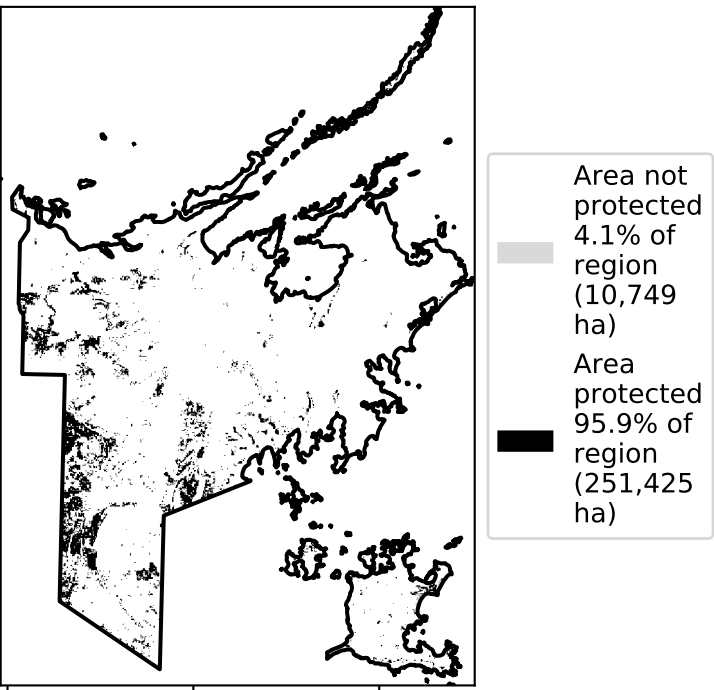 Area not
protected
4.1% of
region
(10,749
ha)
Area
protected
95.9% of
region
(251,425
ha)